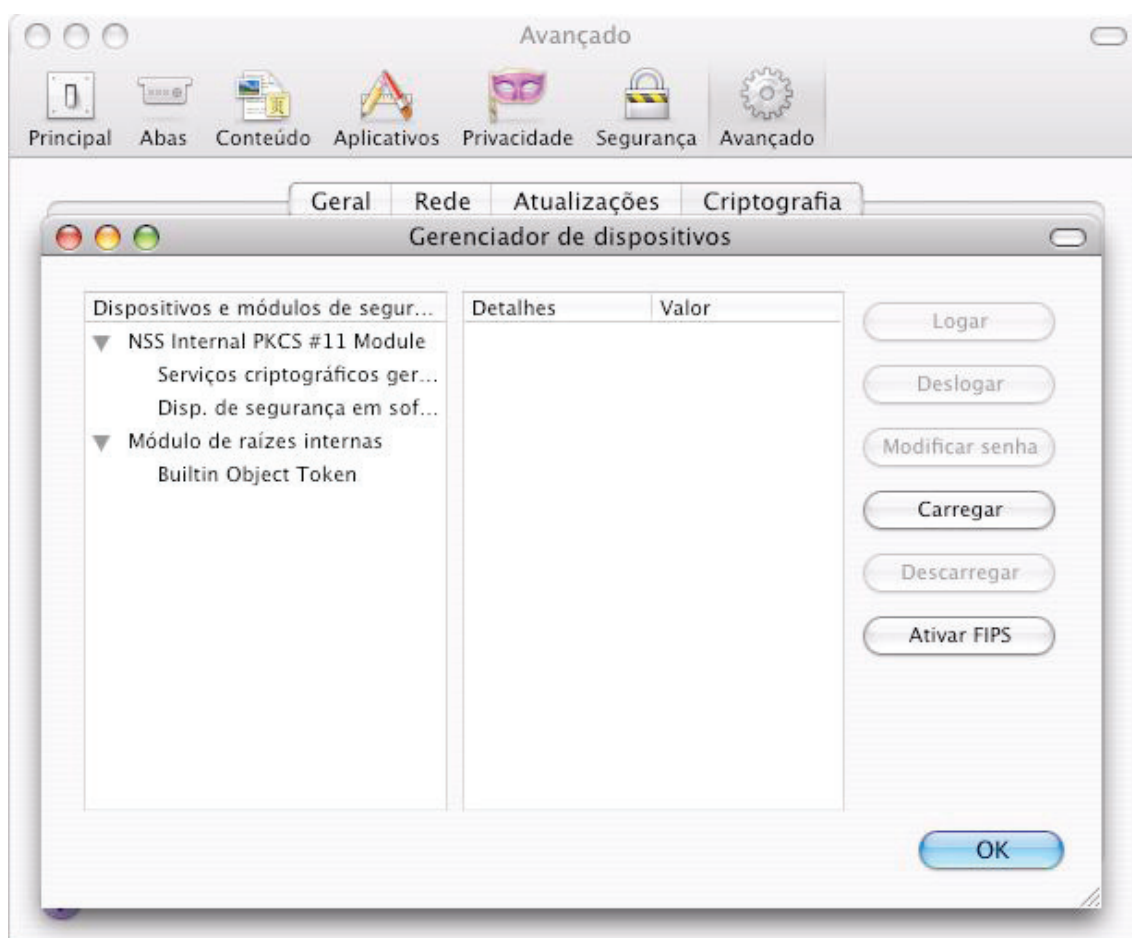 Avançado
Principal Abas Conteúdo Aplicativos Privacidade Segurança Avançado
Geral Rede Atualizações Criptografia
Gerenciador de dispositivos
Dispositivos e módulos de segur... Detalhes Valor
NSS Internal PKCS #11 Module
Serviços criptográficos ger...
Disp. de segurança em sof...
Módulo de raízes internas
Builtin Object Token
Logar
Deslogar
Modificar senha
Carregar
Descarregar
Ativar FIPS
OK